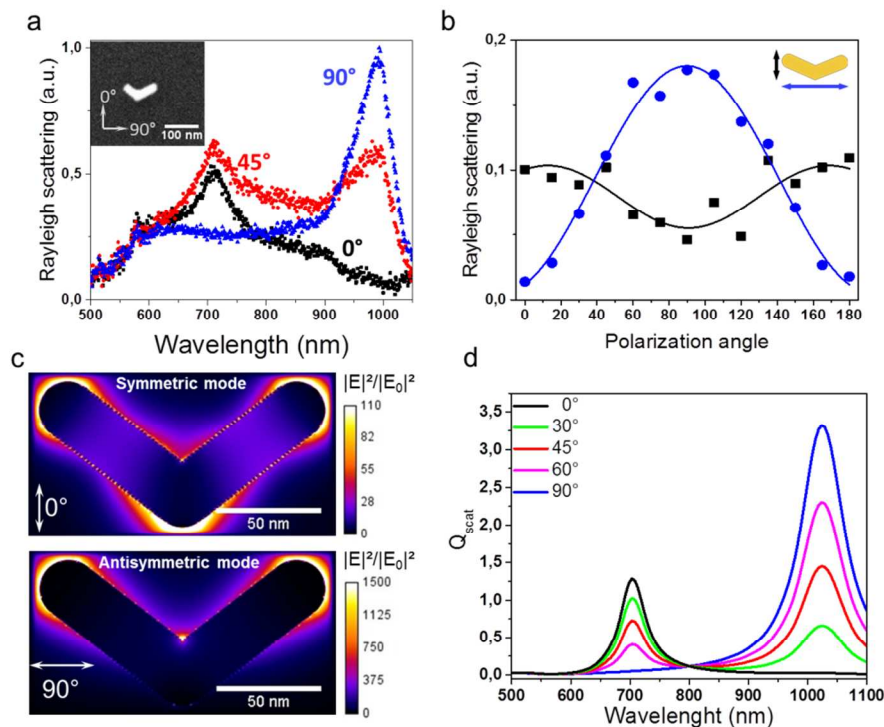 a
Rayleigh scattering (a.u.)
1,0
0,5
0,0
0°
90°
100 nm
90°
45°
0°
500 600 700 800 900 1000
Wavelength (nm)
b
Rayleigh scattering (a.u.)
0,2
0,1
0,0
0 20 40 60 80 100 120 140 160 180
Polarization angle
c
Symmetric mode
0°
50 nm
|E|²/|E₀|²
110
82
55
28
0
Antisymmetric mode
90°
50 nm
|E|²/|E₀|²
1500
750
375
0
d
Q_scat
3,5
3,0
2,5
2,0
1,5
1,0
0,5
0,0
0°
30°
45°
60°
90°
500 600 700 800 900 1000 1100
Wavelenght (nm)